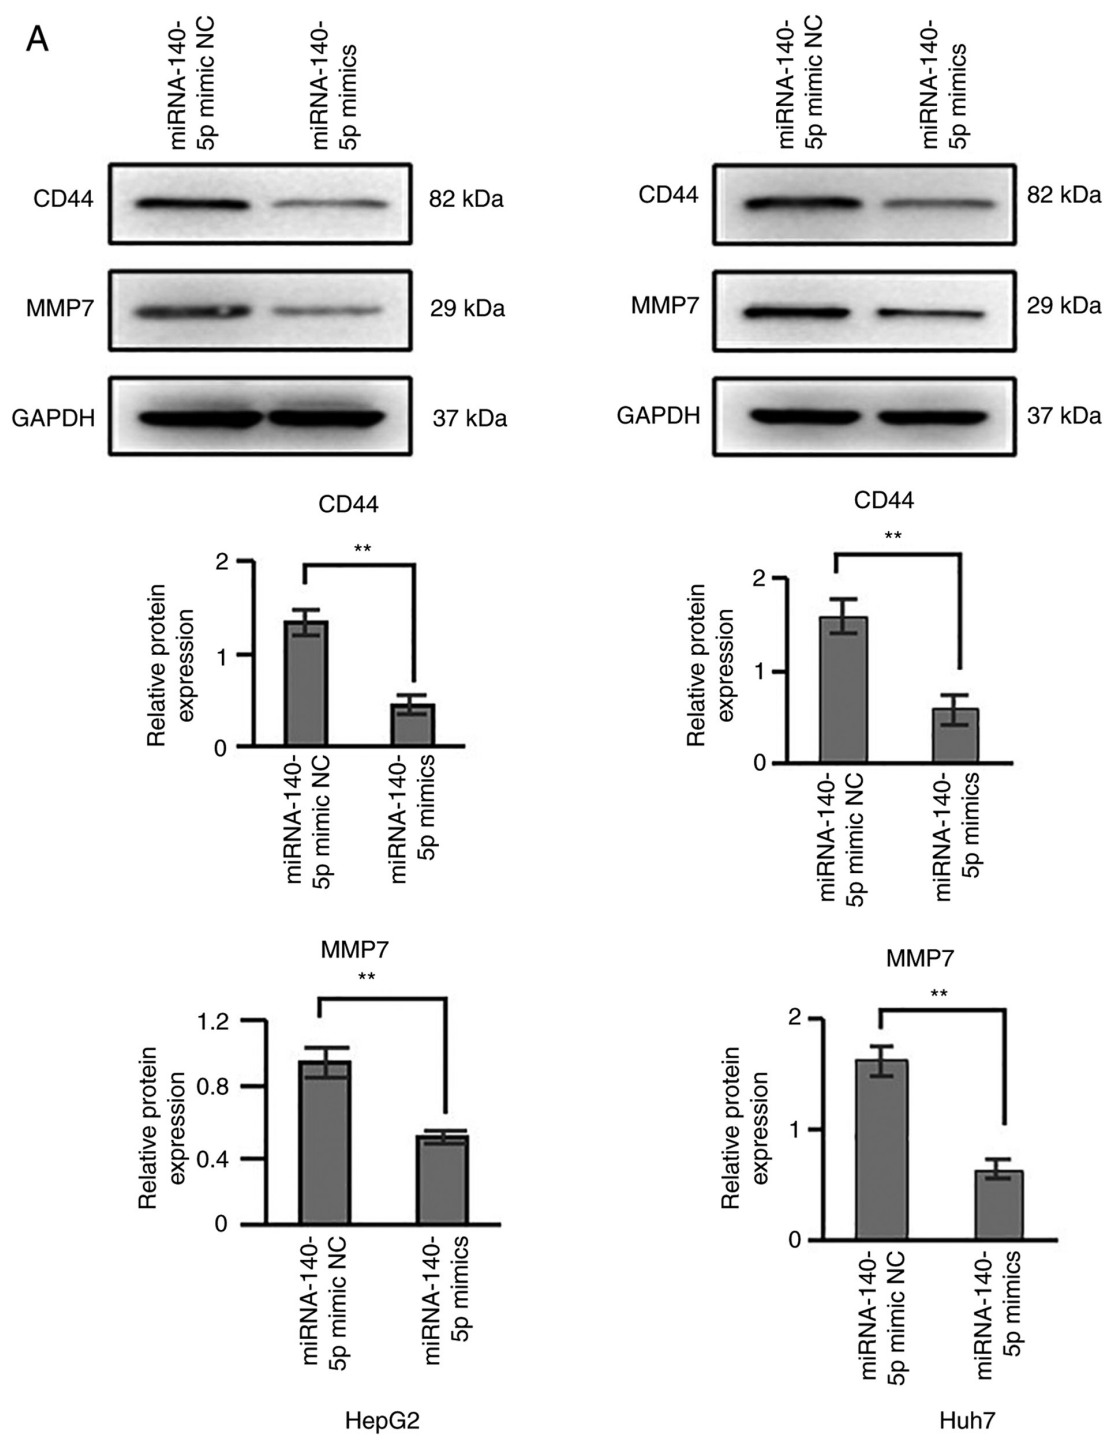 A
miRNA-140-
5p mimic NC
miRNA-140-
5p mimics
CD44
82 kDa
MMP7
29 kDa
GAPDH
37 kDa
miRNA-140-
5p mimic NC
miRNA-140-
5p mimics
CD44
82 kDa
MMP7
29 kDa
GAPDH
37 kDa
CD44
**
Relative protein
expression
2
1
0
miRNA-140-
5p mimic NC
miRNA-140-
5p mimics
CD44
**
Relative protein
expression
2
1
0
miRNA-140-
5p mimic NC
miRNA-140-
5p mimics
MMP7
**
Relative protein
expression
1.2
0.8
0.4
0
miRNA-140-
5p mimic NC
miRNA-140-
5p mimics
HepG2
MMP7
**
Relative protein
expression
2
1
0
miRNA-140-
5p mimic NC
miRNA-140-
5p mimics
Huh7